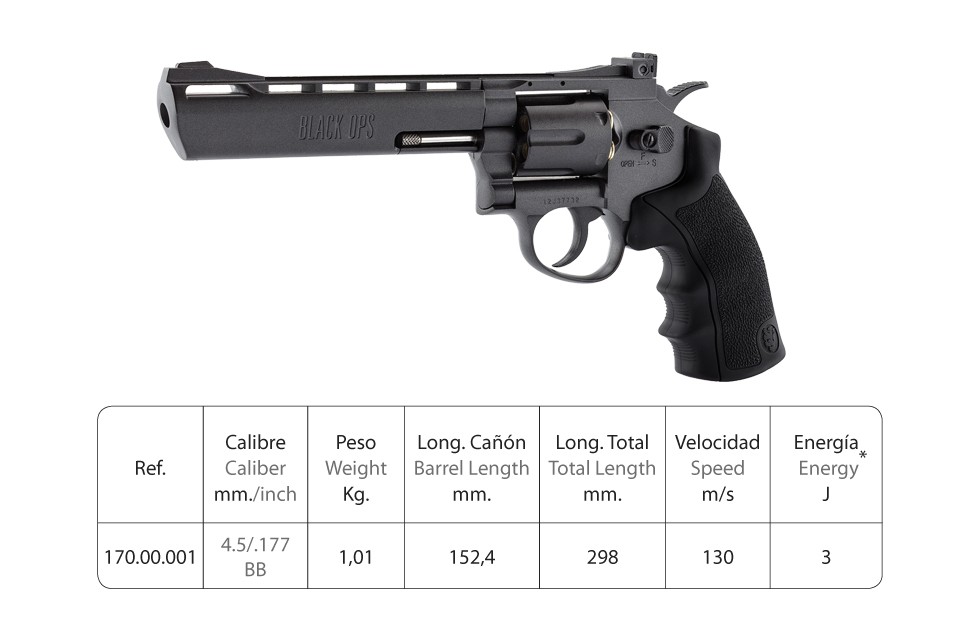 BLACK OPS
F
OPEN --> S
Ref.
Calibre
Caliber
mm./inch
Peso
Weight
Kg.
Long. Cañón
Barrel Length
mm.
Long. Total
Total Length
mm.
Velocidad
Speed
m/s
Energía
Energy*
J
170.00.001
4.5/.177
BB
1,01
152,4
298
130
3